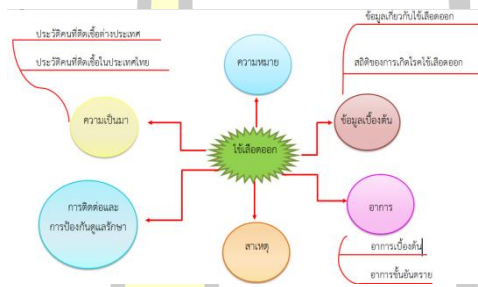 ข้อมูลเกี่ยวกับไข้เลือดออก
ประวัติคนที่ติดเชื้อต่างประเทศ
ประวัติคนที่ติดเชื้อในประเทศไทย
ความหมาย
สถิติของการเกิดโรคไข้เลือดออก
ความเป็นมา
ข้อมูลเบื้องต้น
ไข้เลือดออก
การติดต่อและ
การป้องกันดูแลรักษา
อาการ
สาเหตุ
อาการเบื้องต้น
อาการขั้นอันตราย